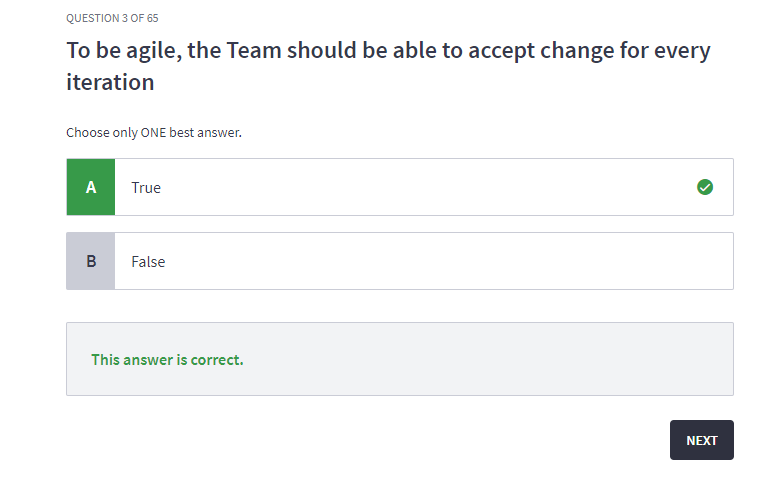 QUESTION 3 OF 65
To be agile, the Team should be able to accept change for every
iteration
Choose only ONE best answer.
A True
B False
This answer is correct.
NEXT